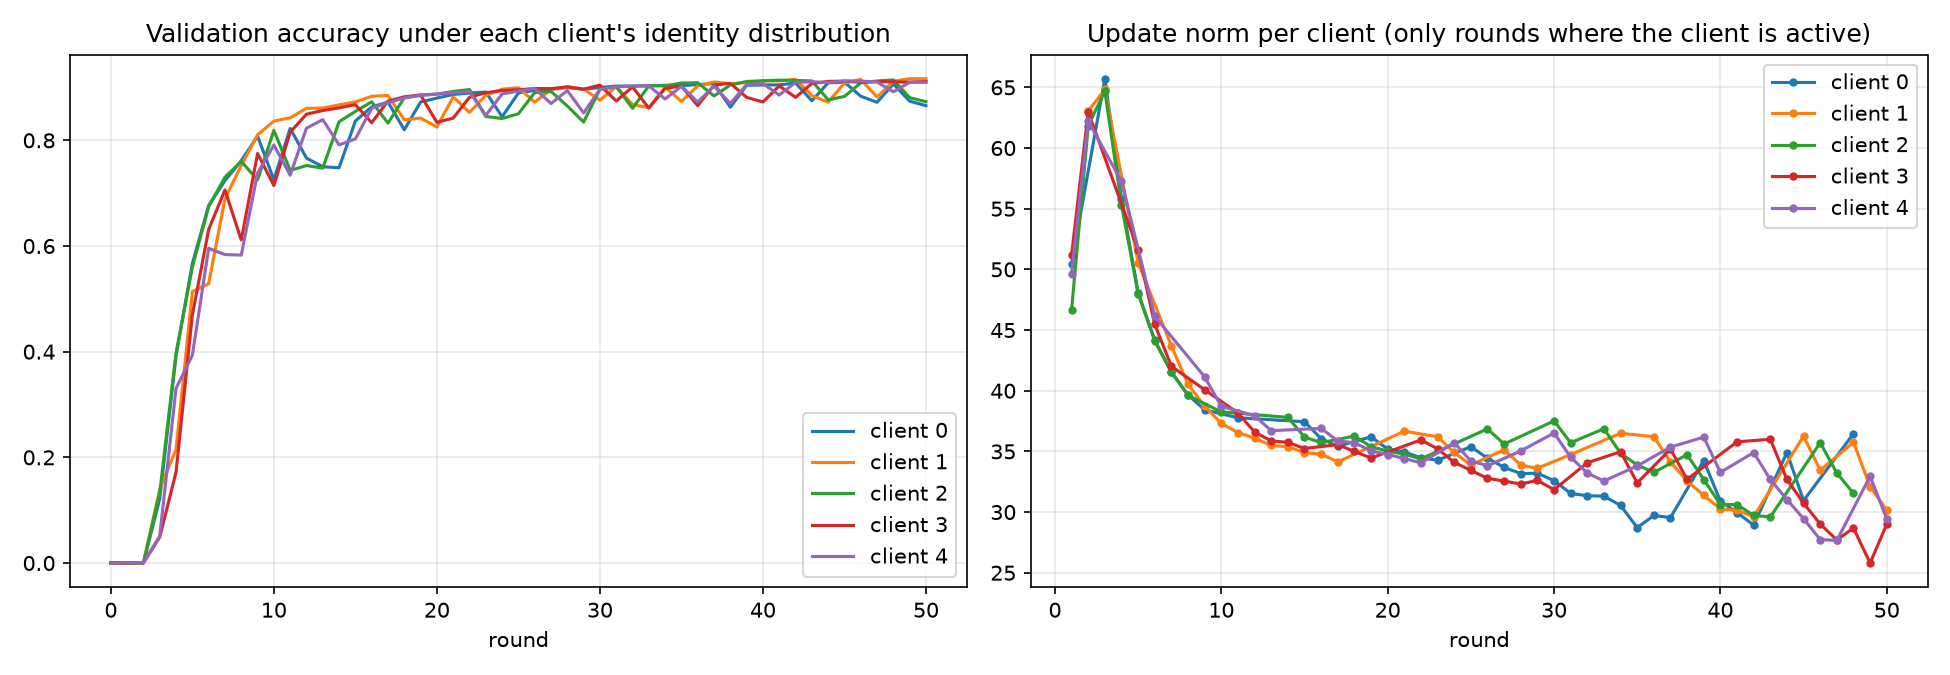 Validation accuracy under each client's identity distribution
0.8
0.6
0.4
0.2
0.0
0 10 20 30 40 50
round
client 0
client 1
client 2
client 3
client 4
Update norm per client (only rounds where the client is active)
65
60
55
50
45
40
35
30
25
0 10 20 30 40 50
round
client 0
client 1
client 2
client 3
client 4